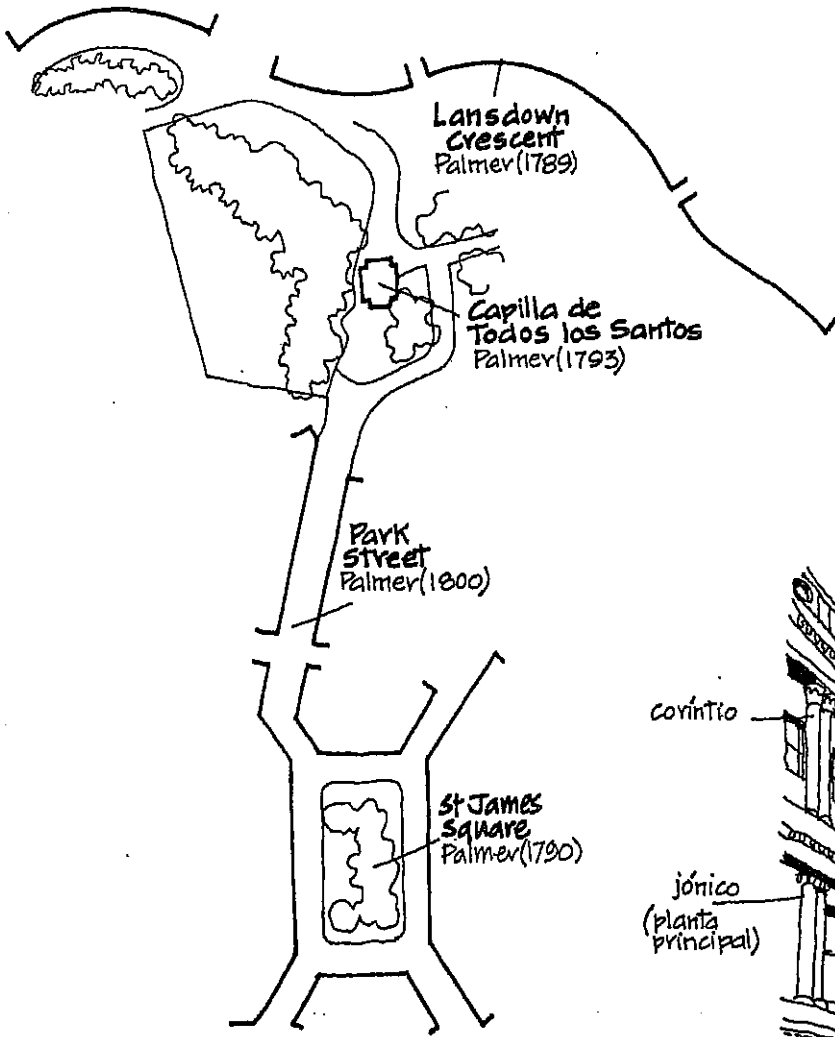 Lansdown
crescent
Palmer (1789)
Capilla de
Todos los Santos
Palmer (1793)
Park
street
Palmer (1800)
corintio
St James
square
Palmer (1790)
jónico
(planta
principal)